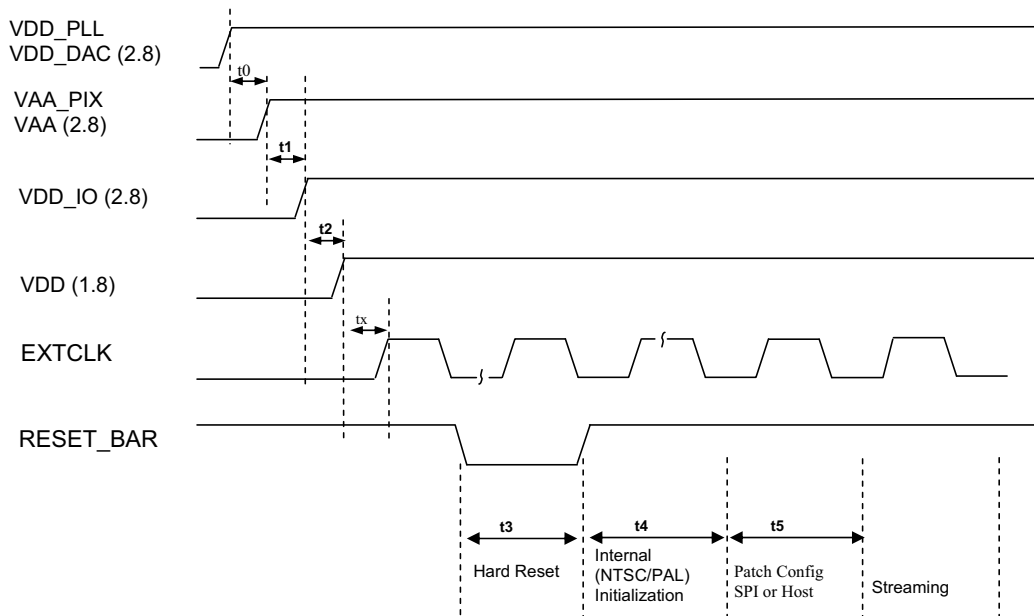 VDD_PLL
VDD_DAC (2.8)
t0
VAA_PIX
VAA (2.8)
t1
VDD_IO (2.8)
t2
VDD (1.8)
tx
EXTCLK
RESET_BAR
t3
t4
t5
Hard Reset
Internal
(NTSC/PAL)
Initialization
Patch Config
SPI or Host
Streaming